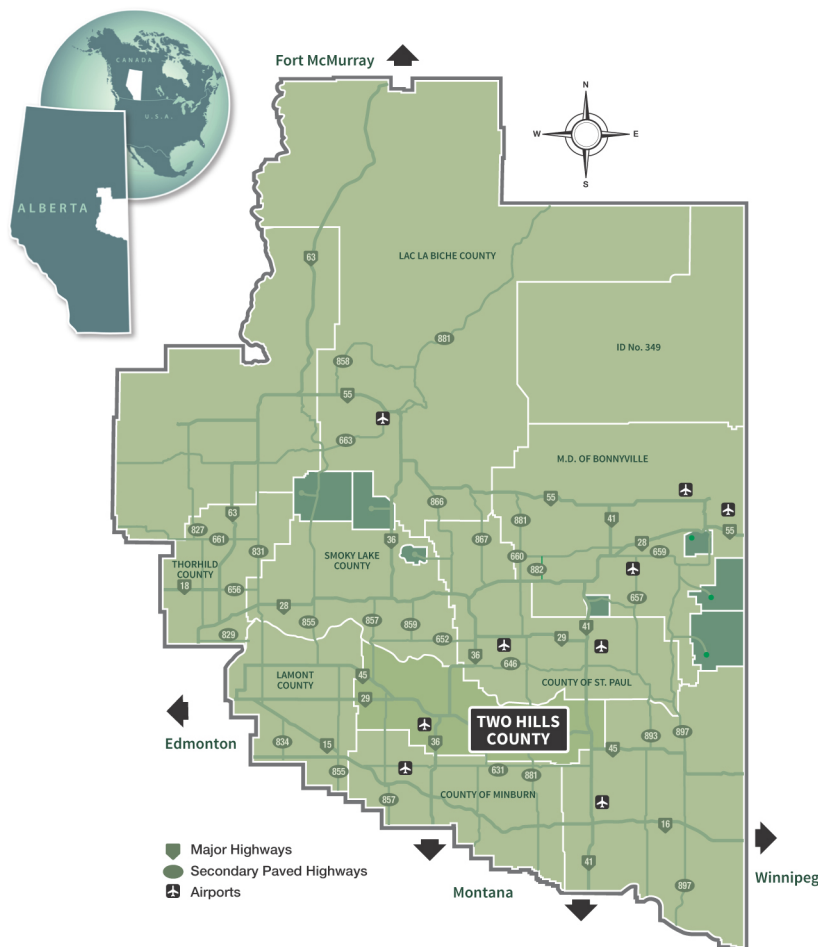 Fort McMurray
CANADA
U.S.A.
ALBERTA
N
W
E
S
63
LAC LA BICHE COUNTY
881
ID No. 349
858
55
663
M.D. OF BONNYVILLE
866
55
881
41
63
827
661
831
36
867
28
659
55
SMOKY LAKE
COUNTY
660
882
THORHILD
COUNTY
18
656
28
855
857
859
657
829
652
41
29
36
646
LAMONT
COUNTY
45
29
COUNTY OF ST. PAUL
TWO HILLS
COUNTY
Edmonton
834
15
36
893
897
45
855
631
881
857
COUNTY OF MINBURN
16
Major Highways
Secondary Paved Highways
Airports
41
Montana
897
Winnipeg